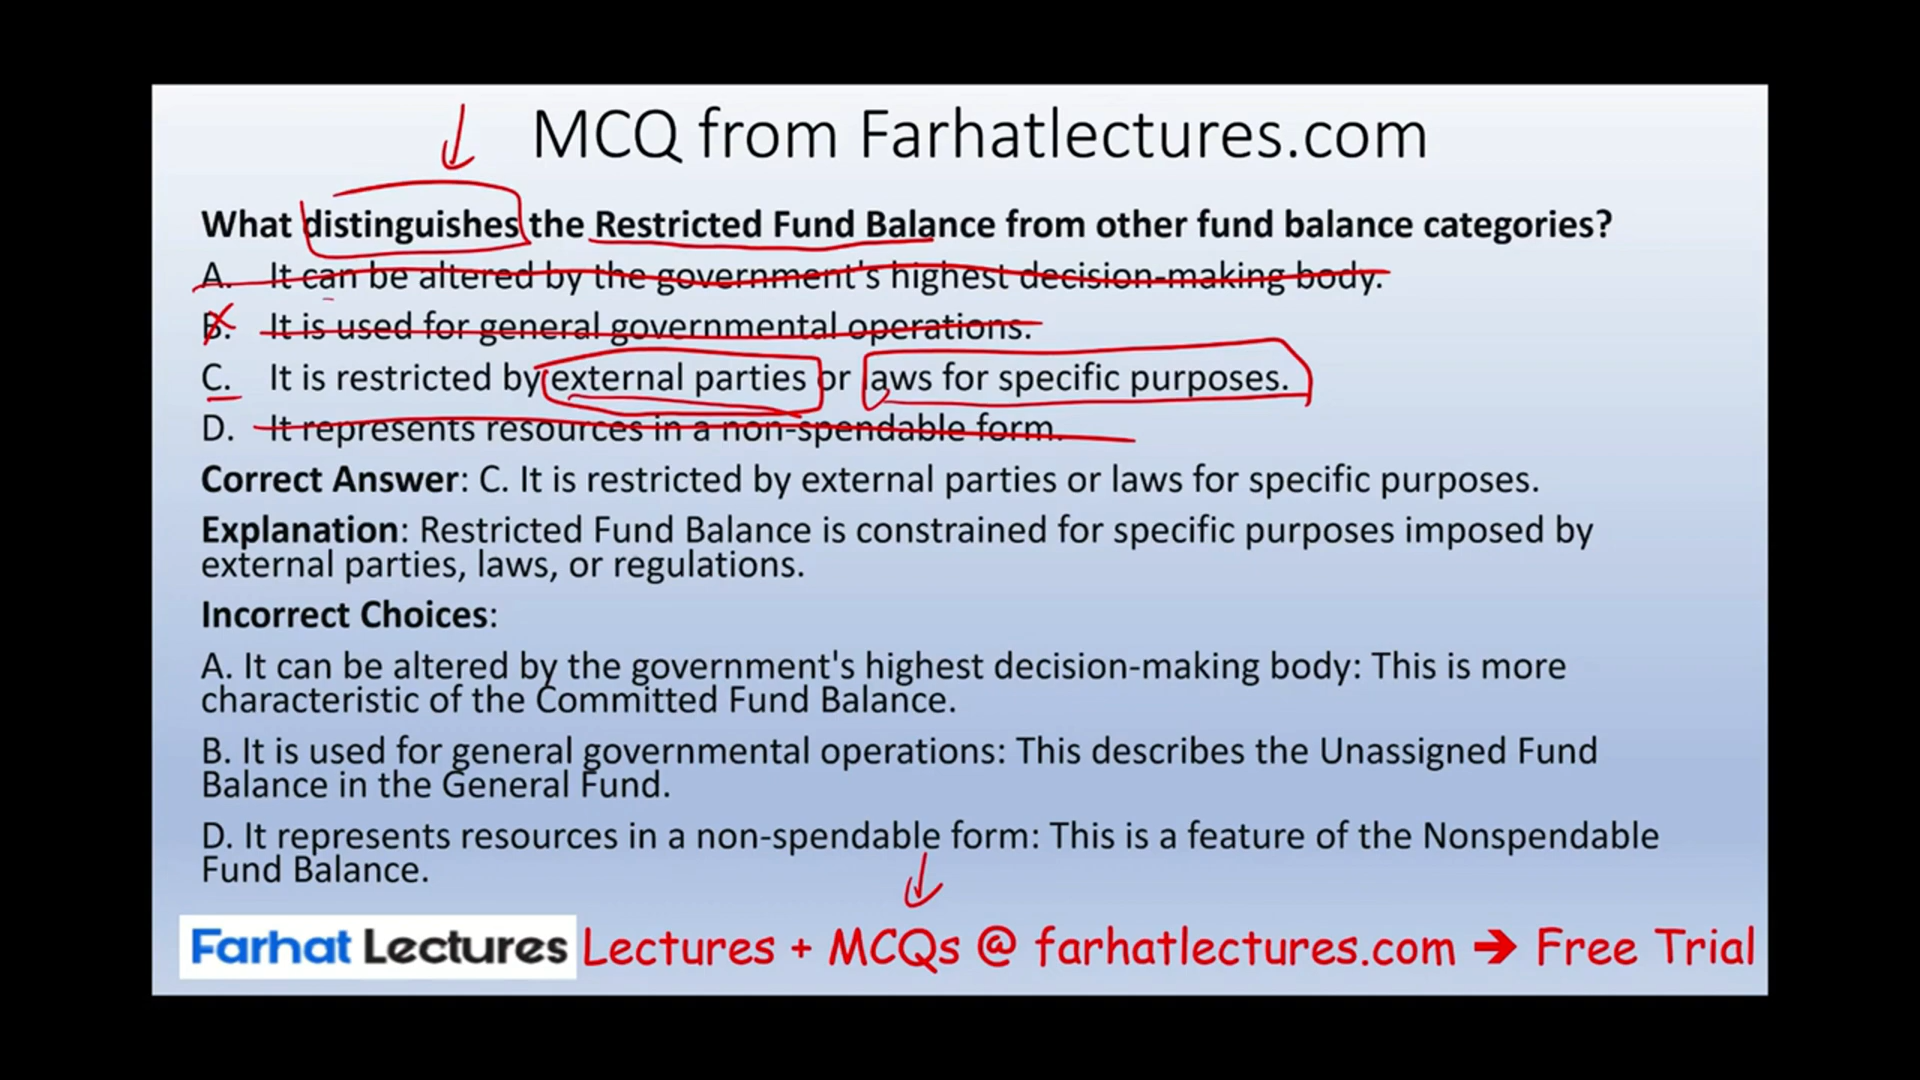 MCQ from Farhatlectures.com
What distinguishes the Restricted Fund Balance from other fund balance categories?
A. It can be altered by the government's highest decision-making body.
B. It is used for general governmental operations.
C. It is restricted by external parties or laws for specific purposes.
D. It represents resources in a non-spendable form.
Correct Answer: C. It is restricted by external parties or laws for specific purposes.
Explanation: Restricted Fund Balance is constrained for specific purposes imposed by
external parties, laws, or regulations.
Incorrect Choices:
A. It can be altered by the government's highest decision-making body: This is more
characteristic of the Committed Fund Balance.
B. It is used for general governmental operations: This describes the Unassigned Fund
Balance in the General Fund.
D. It represents resources in a non-spendable form: This is a feature of the Nonspendable
Fund Balance.
Farhat Lectures Lectures + MCQs @ farhatlectures.com ➔ Free Trial